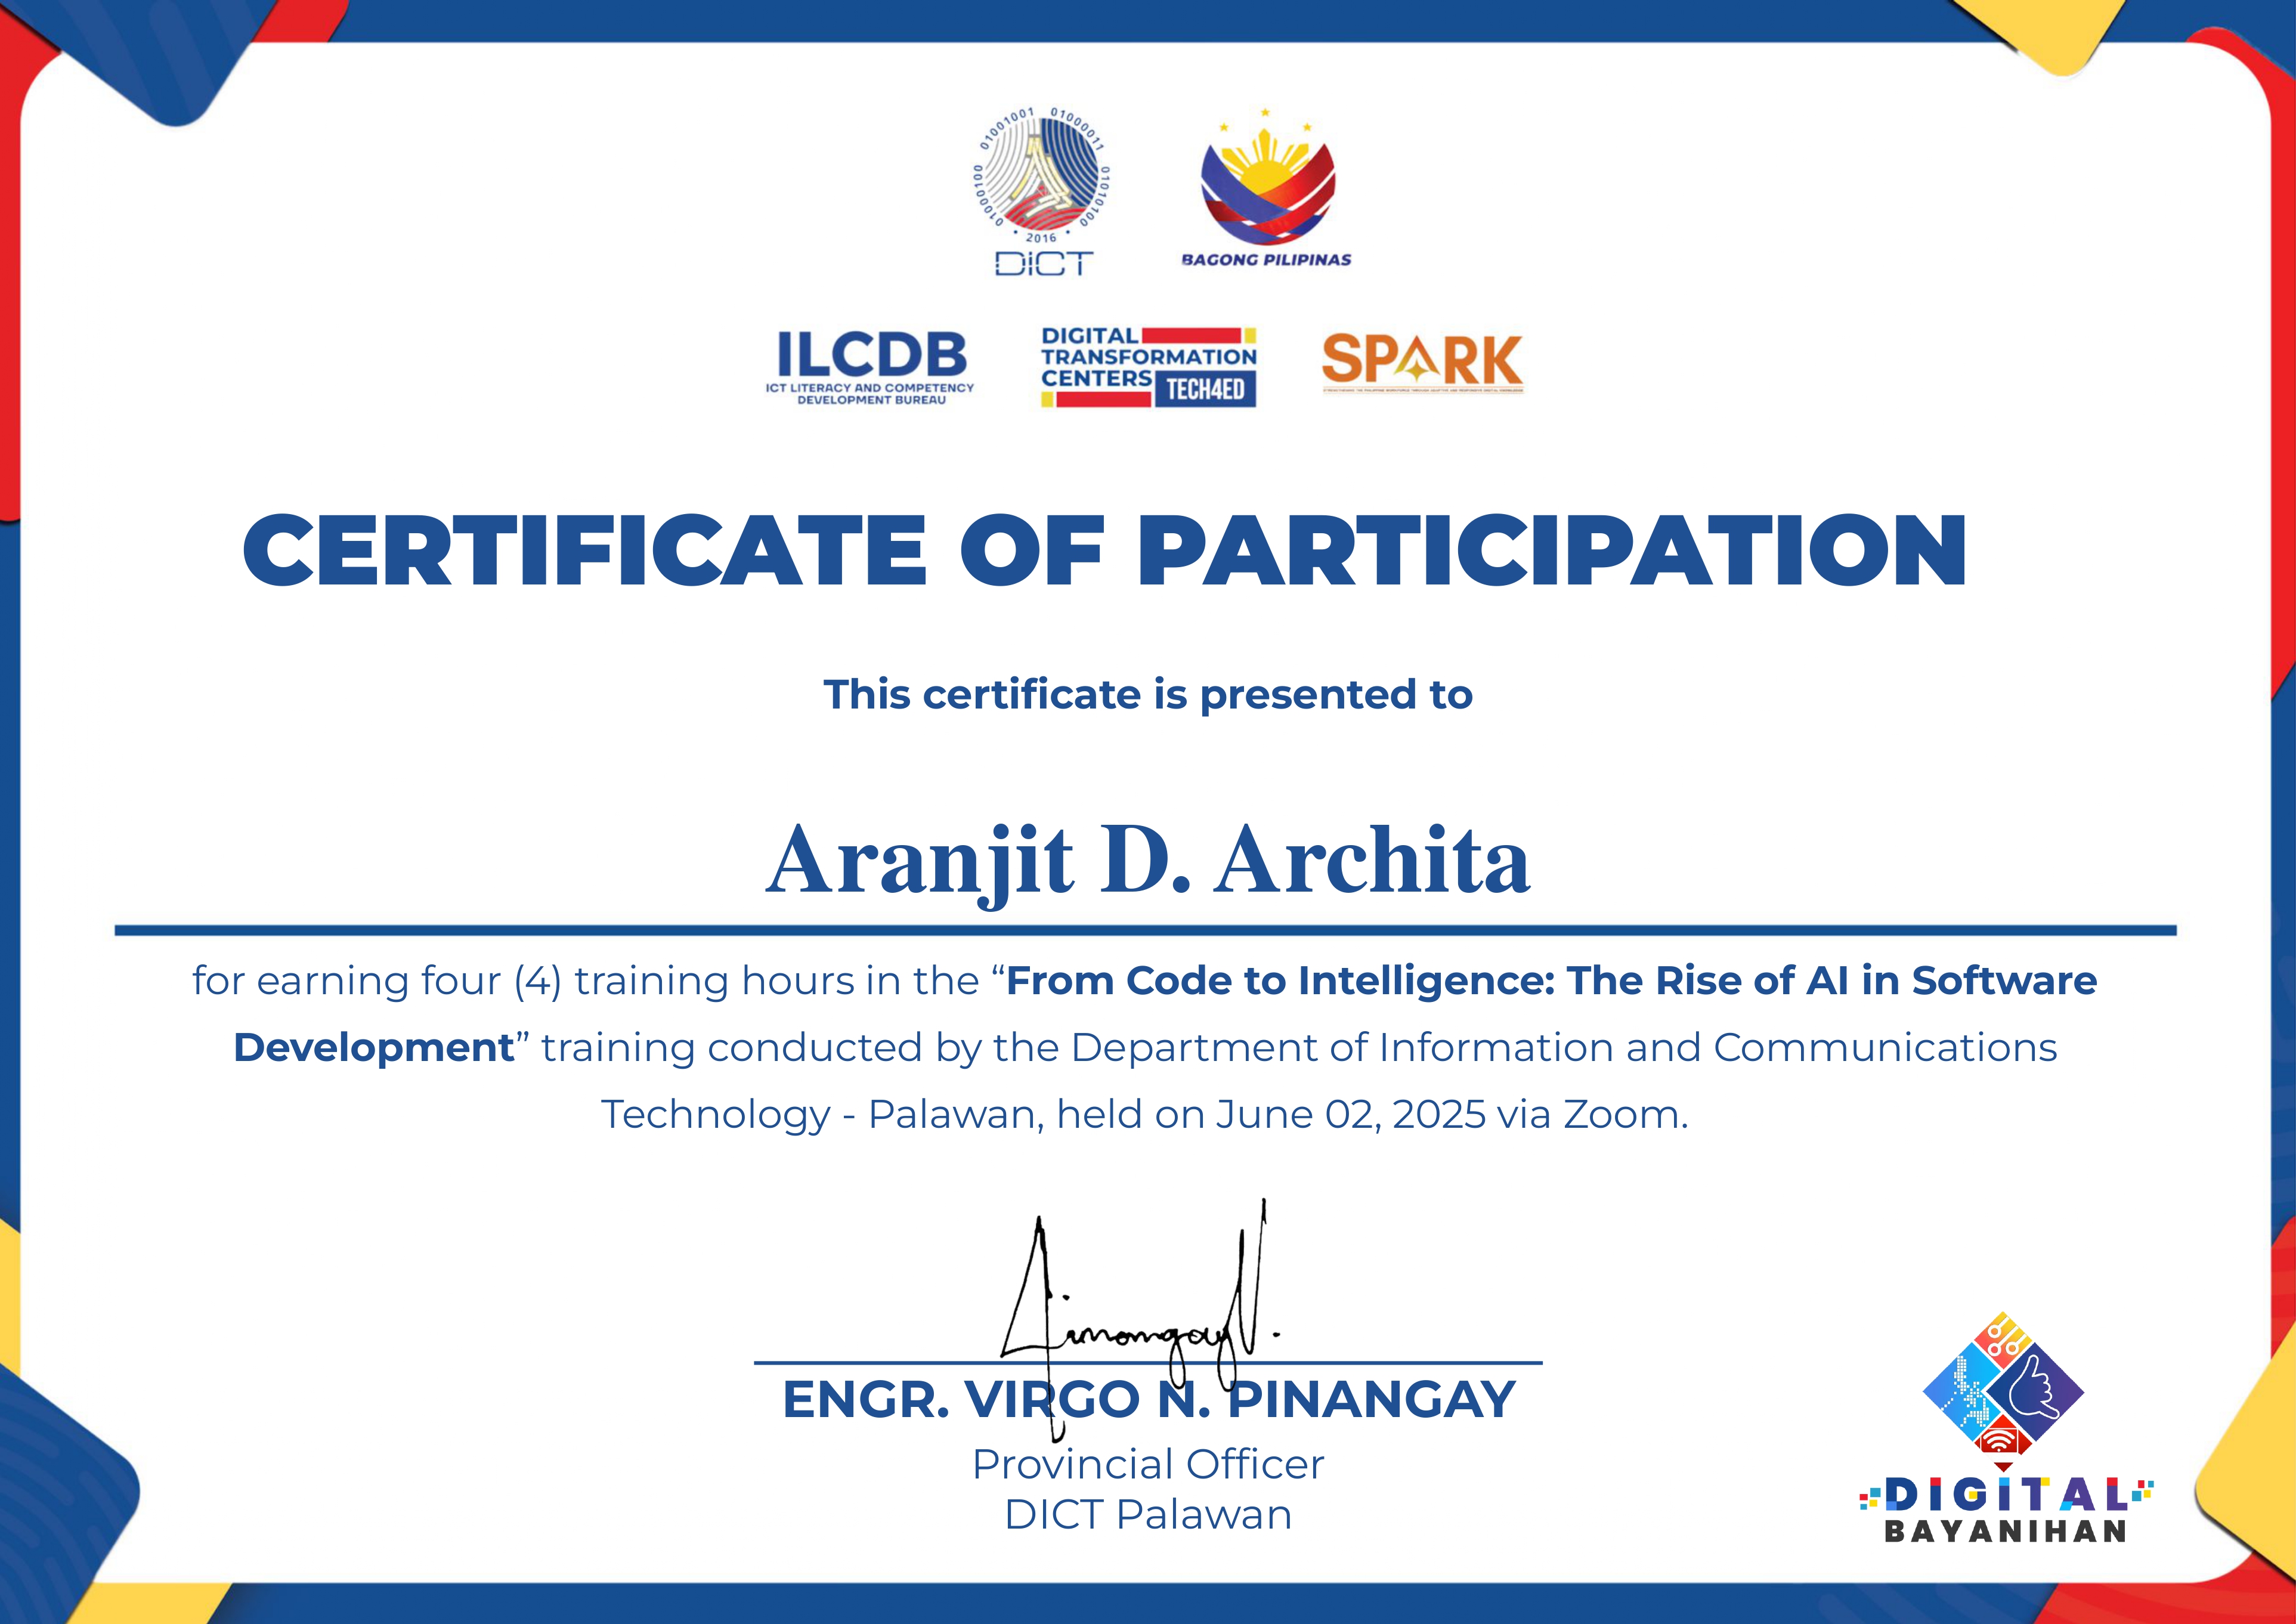 01001001 01000011
01000100 01010100
• 2016 •
DICT
BAGONG PILIPINAS
ILCDB
ICT LITERACY AND COMPETENCY
DEVELOPMENT BUREAU
DIGITAL
TRANSFORMATION
CENTERS TECH4ED
SPARK
CERTIFICATE OF PARTICIPATION
This certificate is presented to
Aranjit D. Archita
for earning four (4) training hours in the “From Code to Intelligence: The Rise of AI in Software
Development” training conducted by the Department of Information and Communications
Technology - Palawan, held on June 02, 2025 via Zoom.
ENGR. VIRGO N. PINANGAY
Provincial Officer
DICT Palawan
DIGITAL
BAYANIHAN